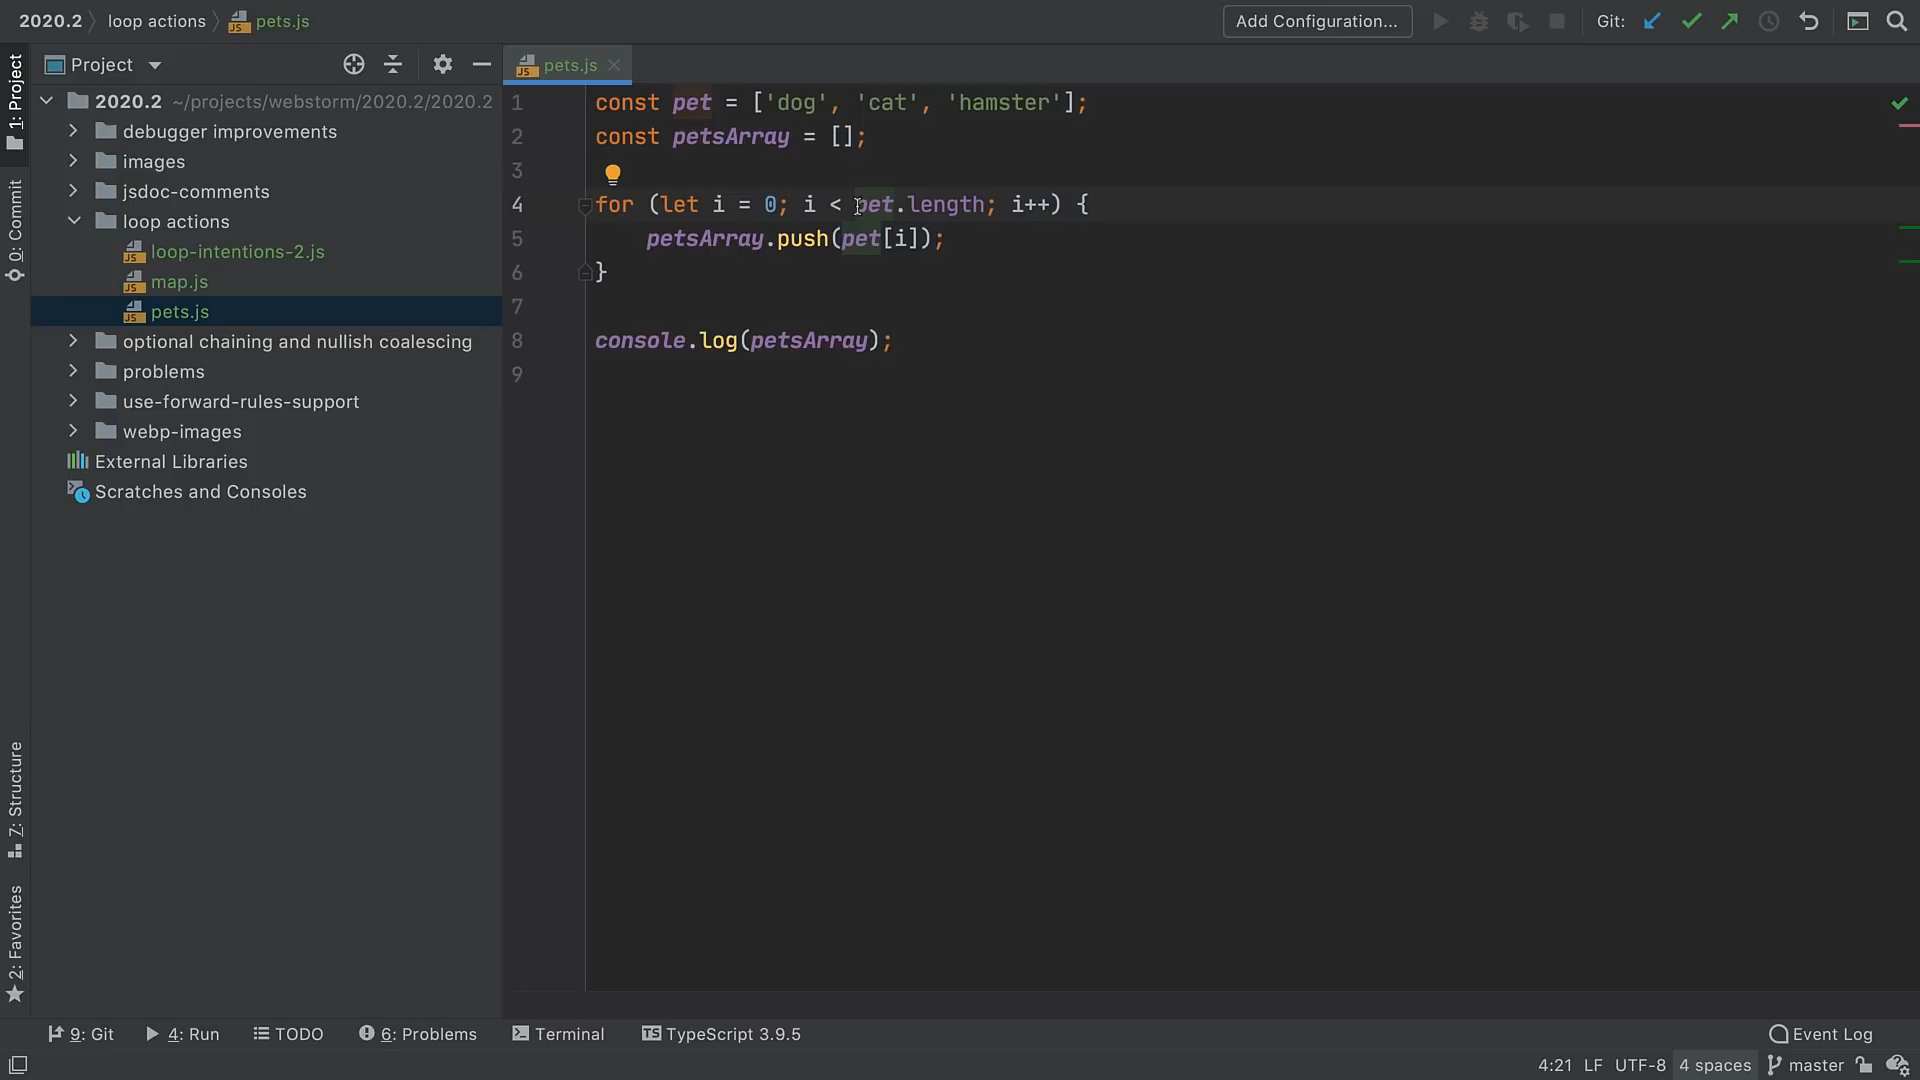 2020.2 loop actions pets.js
Add Configuration...
Git:
1: Project
0: Commit
7: Structure
2: Favorites
Project
2020.2 ~/projects/webstorm/2020.2/2020.2
debugger improvements
images
jsdoc-comments
loop actions
loop-intentions-2.js
map.js
pets.js
optional chaining and nullish coalescing
problems
use-forward-rules-support
webp-images
External Libraries
Scratches and Consoles
pets.js
1 const pet = ['dog', 'cat', 'hamster'];
2 const petsArray = [];
3
4 for (let i = 0; i < pet.length; i++) {
5 petsArray.push(pet[i]);
6 }
7
8 console.log(petsArray);
9
9: Git 4: Run TODO 6: Problems Terminal TS TypeScript 3.9.5 Event Log
4:21 LF UTF-8 4 spaces master